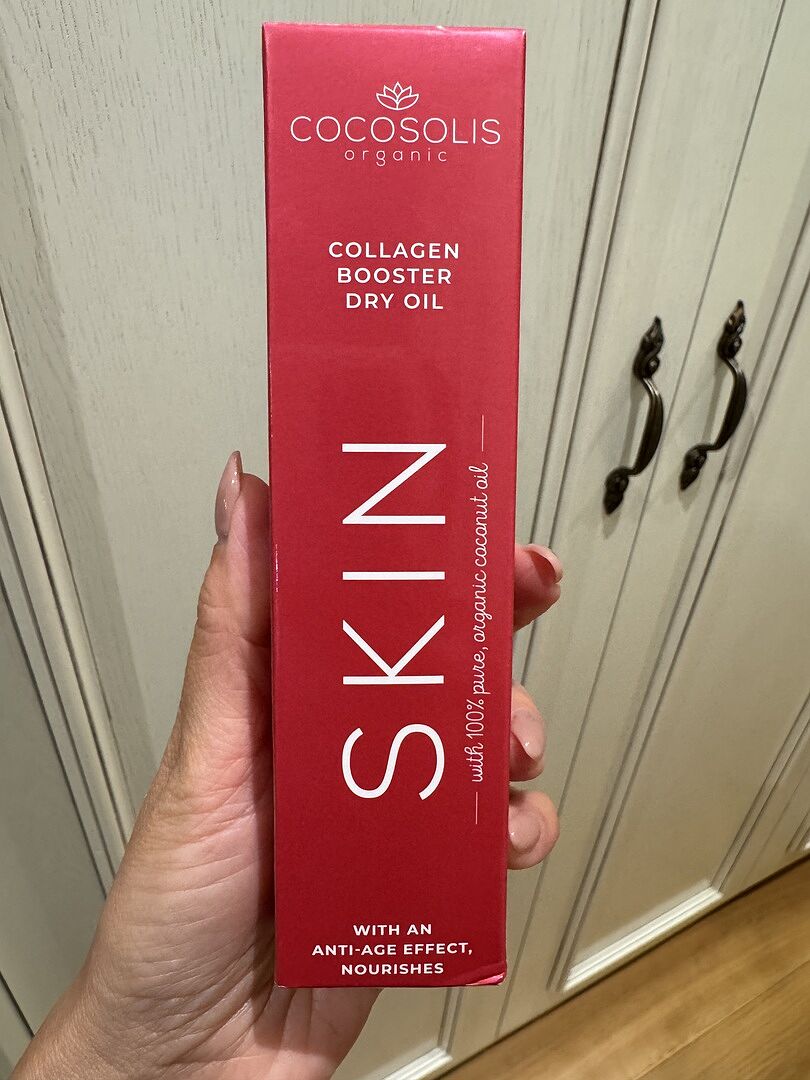 COCOSOLIS
organic
COLLAGEN
BOOSTER
DRY OIL
SKIN
with 100% pure, organic coconut oil
WITH AN
ANTI-AGE EFFECT,
NOURISHES